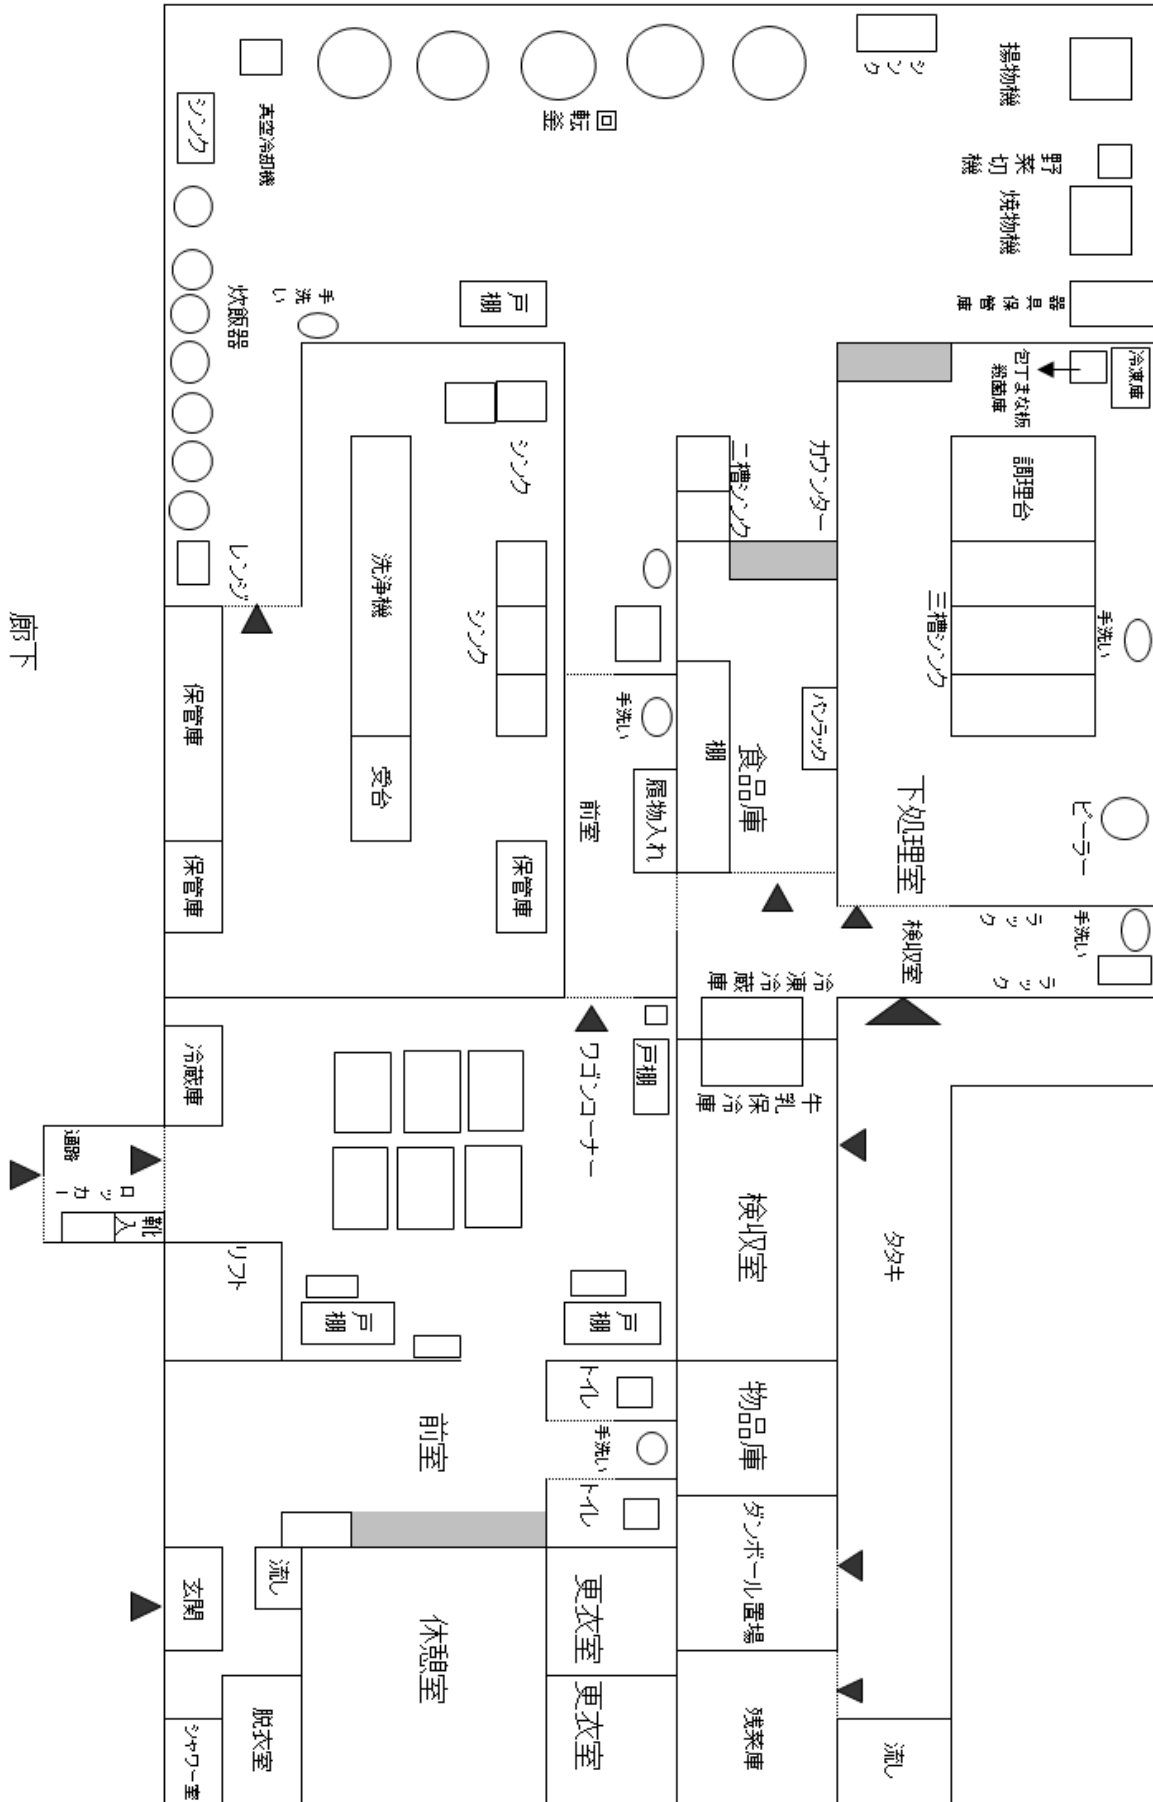 シンク
揚物機
回転釜
真空冷却機
シンク
野菜切機
焼物機
器具保管庫
手洗い
炊飯器
戸棚
冷凍庫
包丁まな板
殺菌庫
調理台
カウンター
二槽シンク
シンク
洗浄機
レンジ
シンク
三槽シンク
手洗い
廊下
保管庫
手洗い
棚
パンラック
食品庫
受台
履物入れ
前室
下処理室
ピーラー
保管庫
保管庫
ラック
手洗い
検収室
ラック
冷凍冷蔵庫
冷蔵庫
ワゴンコーナー
戸棚
牛乳保冷庫
通路
ロッカー
靴入
リフト
検収室
タタキ
戸棚
戸棚
トイレ
物品庫
前室
手洗い
トイレ
ダンボール置場
玄関
流し
休憩室
更衣室
更衣室
脱衣室
シャワー室
残菜庫
流し